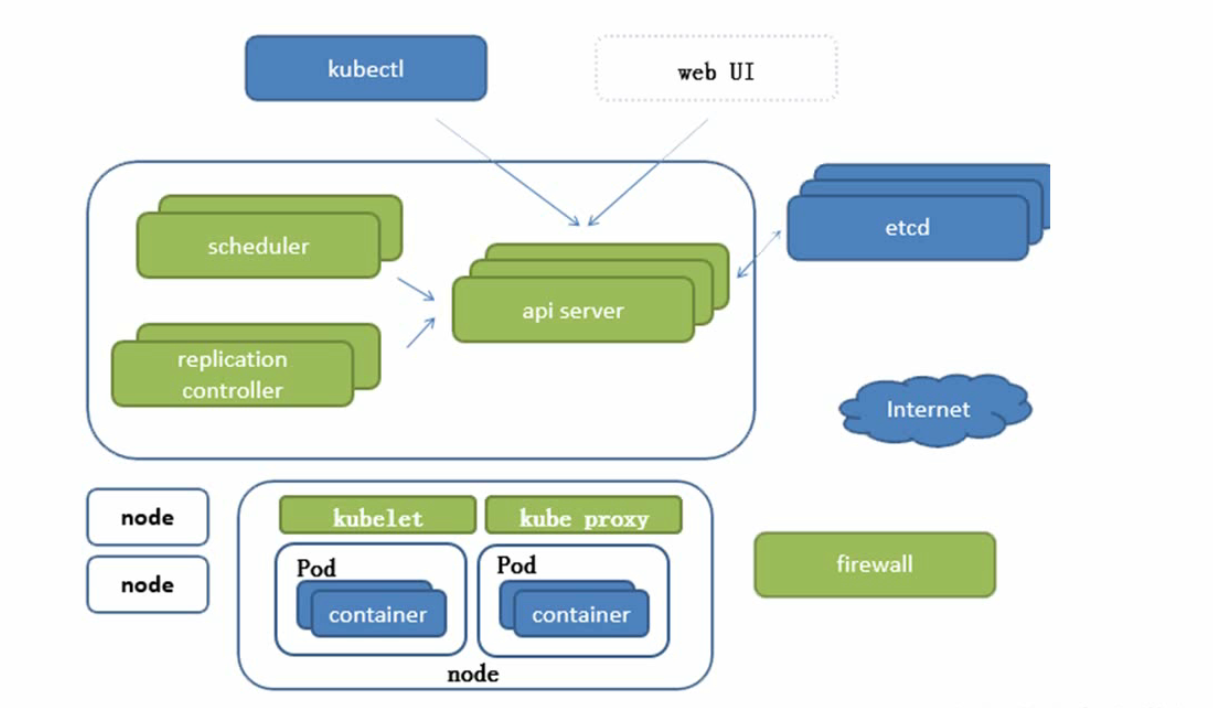 kubectl
web UI
scheduler
etcd
api server
replication
controller
Internet
node
kubelet
kube proxy
firewall
Pod
Pod
node
container
container
node